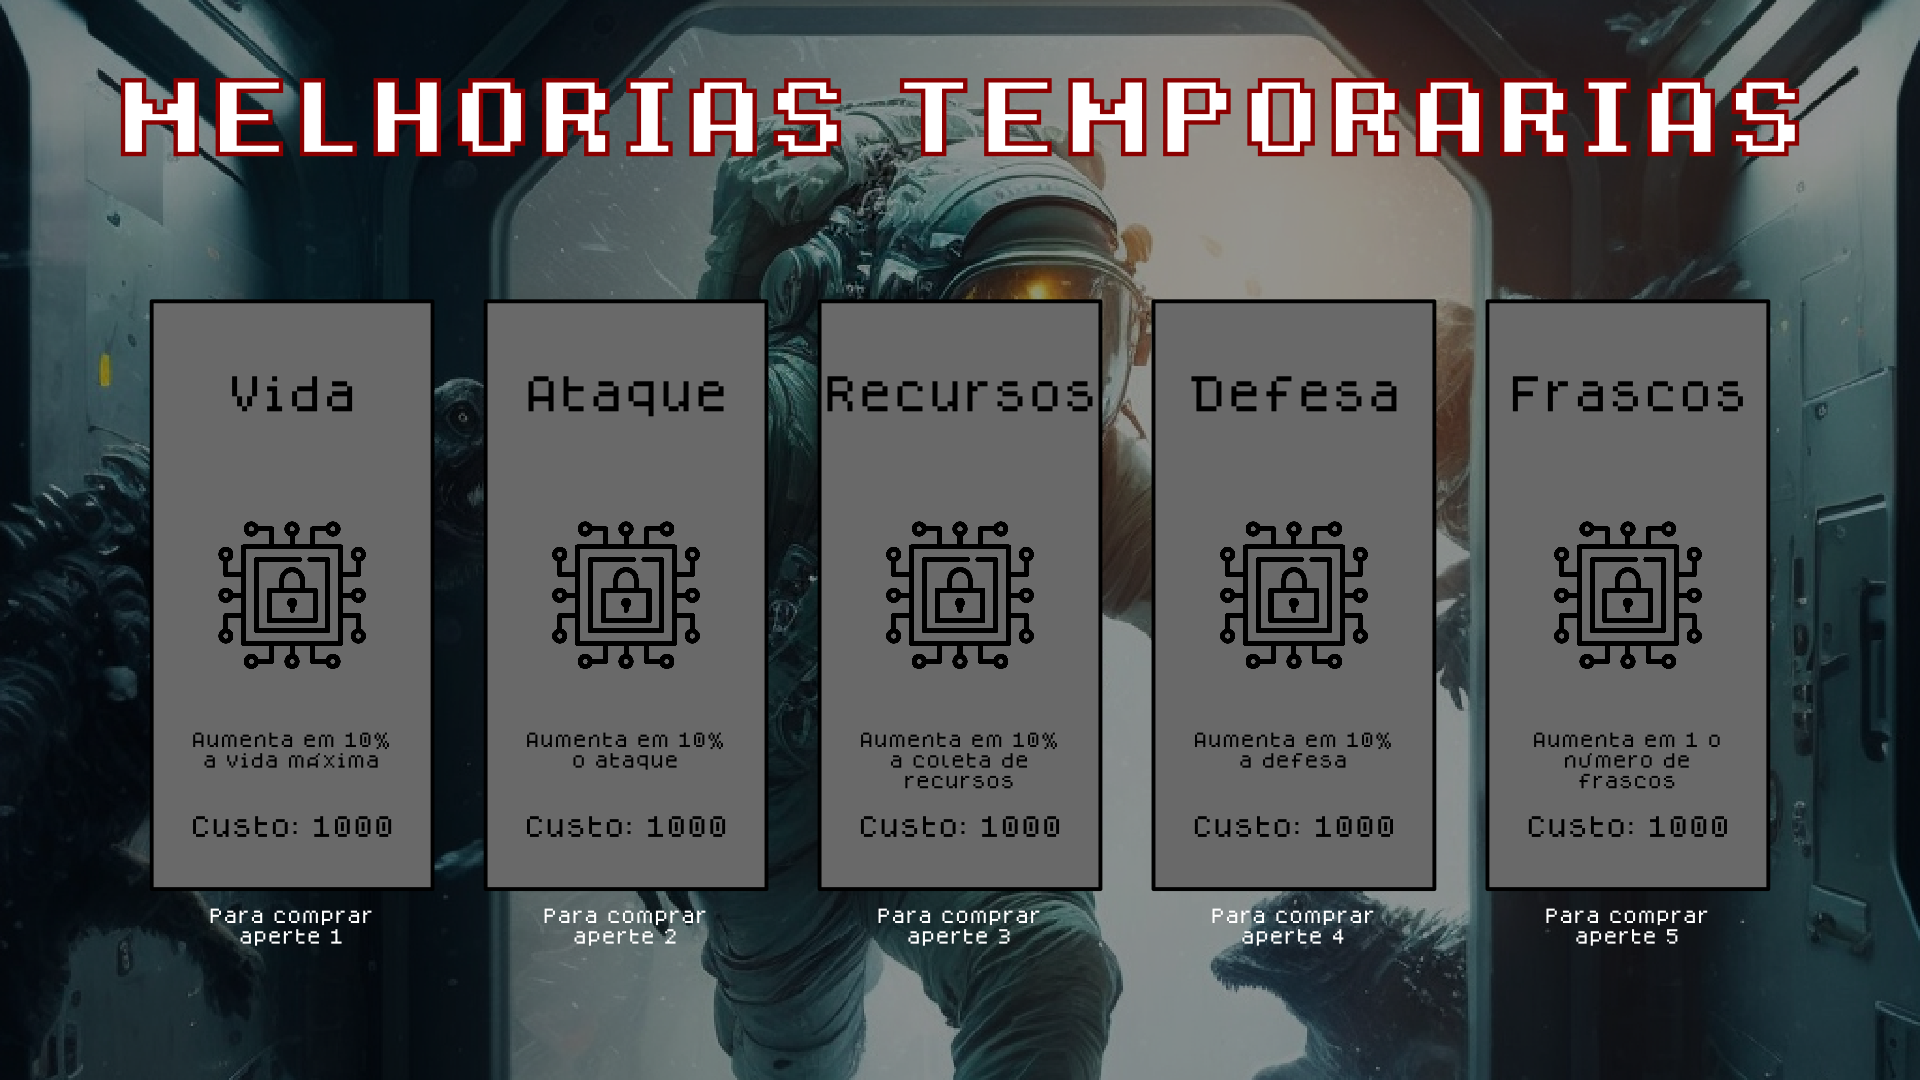 MELHORIAS TEMPORARIAS
Vida
Aumenta em 10%
a vida máxima
Custo: 1000
Para comprar
aperte 1
Ataque
Aumenta em 10%
o ataque
Custo: 1000
Para comprar
aperte 2
Recursos
Aumenta em 10%
a coleta de
recursos
Custo: 1000
Para comprar
aperte 3
Defesa
Aumenta em 10%
a defesa
Custo: 1000
Para comprar
aperte 4
Frascos
Aumenta em 1 o
número de
frascos
Custo: 1000
Para comprar
aperte 5